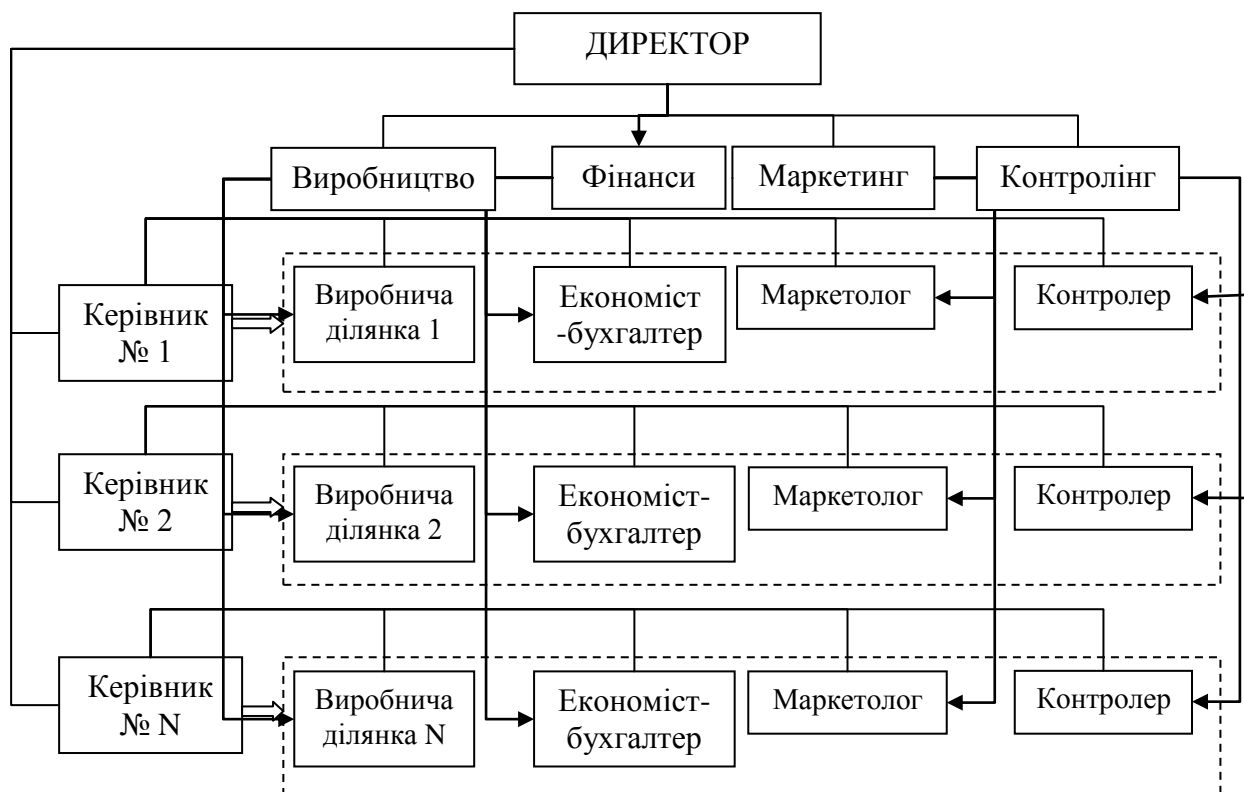 ДИРЕКТОР
Виробництво
Фінанси
Маркетинг
Контролінг
Керівник
№ 1
Виробнича
ділянка 1
Економіст
-бухгалтер
Маркетолог
Контролер
Керівник
№ 2
Виробнича
ділянка 2
Економіст-
бухгалтер
Маркетолог
Контролер
Керівник
№ N
Виробнича
ділянка N
Економіст-
бухгалтер
Маркетолог
Контролер